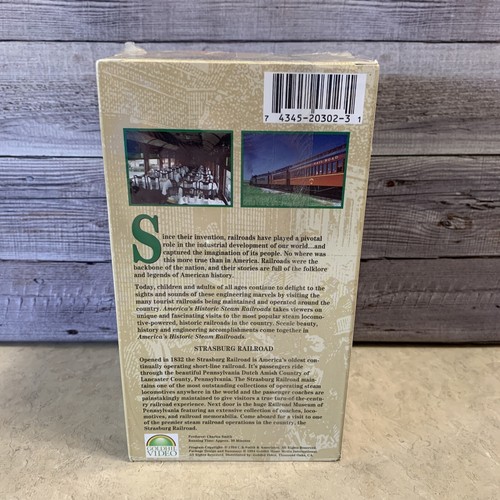 7 4345-20302-3 1
Since their invention, railroads have played a pivotal
role in the industrial development of our world...and
captured the imagination of its people. No where was
this more true than in America. Railroads were the
backbone of the nation, and their stories are full of the folklore
and legends of American history.
Today, children and adults of all ages continue to delight to the
sights and sounds of these engineering marvels by visiting the
many tourist railroads being maintained and operated around the
country. America's Historic Steam Railroads takes viewers on
unique and fascinating visits to the most popular steam locomo-
tive-powered, historic railroads in the country. Scenic beauty,
history and engineering accomplishments come together in
America's Historic Steam Railroads.
STRASBURG RAILROAD
Opened in 1832 the Strasburg Railroad is America's oldest con-
tinually operating short-line railroad. It's passengers ride
through the beautiful Pennsylvania Dutch Amish Country of
Lancaster County, Pennsylvania. The Strasburg Railroad main-
tains one of the most outstanding collections of operating steam
locomotives anywhere in the world and the passenger coaches are
painstakingly maintained to give visitors a true turn-of-the-centu-
ry railroad experience. Next door is the huge Railroad Museum of
Pennsylvania featuring an extensive collection of coaches, loco-
motives, and railroad memorabilia. Come aboard for a visit to one
of the premier steam railroad operations in the country, the
Strasburg Railroad.
Producer Charles Smith
Running Time: Approx. 30 Minutes
GOLDHIL
VIDEO